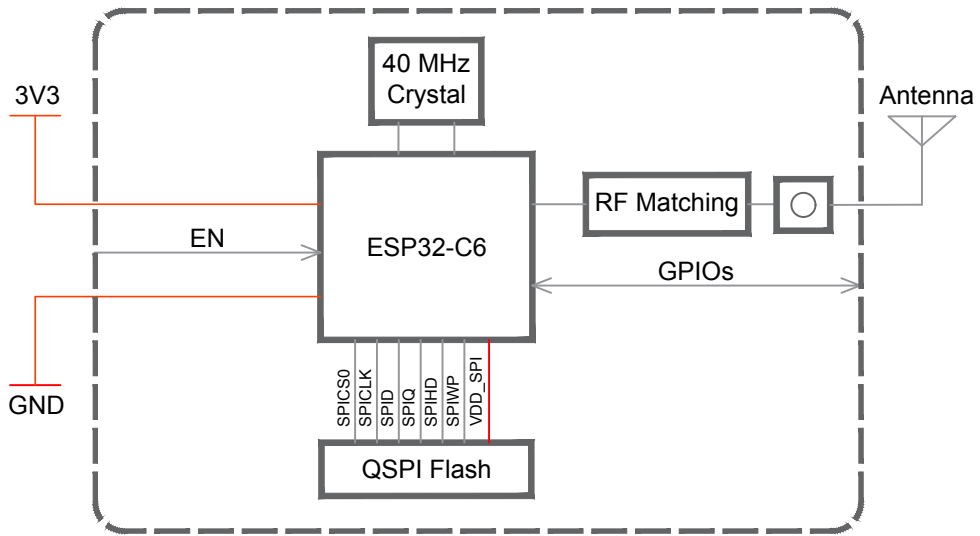 40 MHz
Crystal
3V3
Antenna
RF Matching
EN
ESP32-C6
GPIOs
GND
SPICS0
SPICLK
SPID
SPIQ
SPIHD
SPIWP
VDD_SPI
QSPI Flash